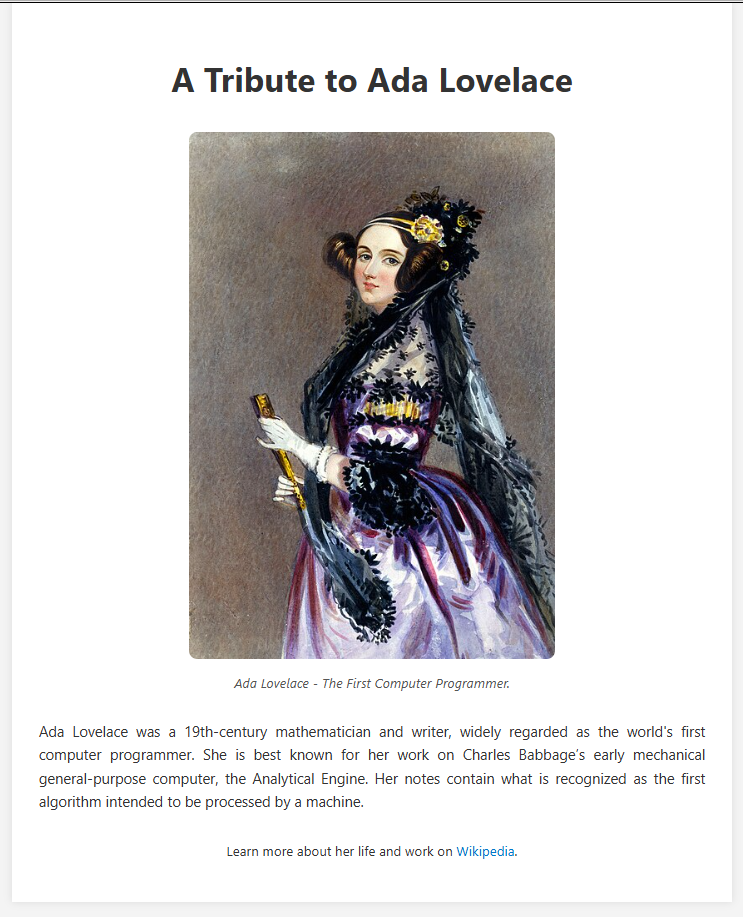 A Tribute to Ada Lovelace
Ada Lovelace - The First Computer Programmer.
Ada Lovelace was a 19th-century mathematician and writer, widely regarded as the world's first
computer programmer. She is best known for her work on Charles Babbage's early mechanical
general-purpose computer, the Analytical Engine. Her notes contain what is recognized as the first
algorithm intended to be processed by a machine.
Learn more about her life and work on Wikipedia.